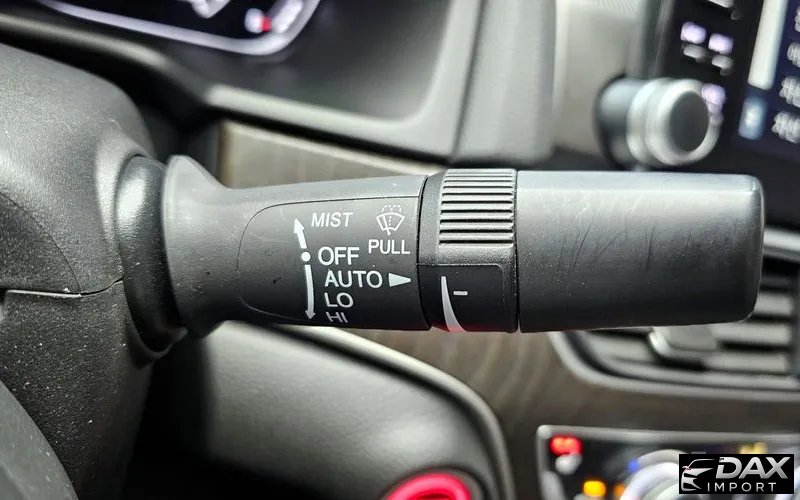 MIST
PULL
OFF
AUTO
LO
HI
DAX
IMPORT